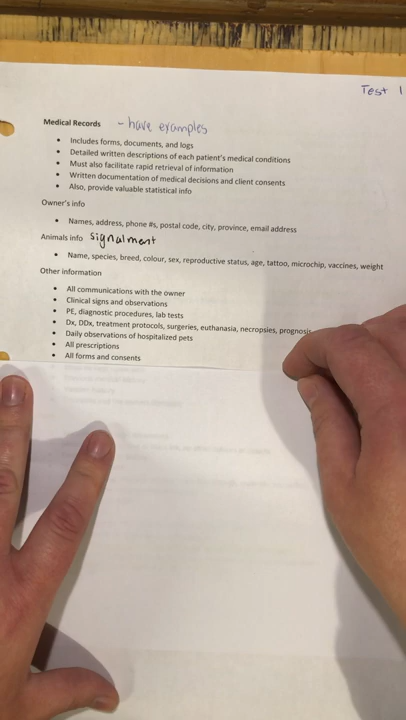 Test 1
Medical Records - have examples
• Includes forms, documents, and logs
• Detailed written descriptions of each patient's medical conditions
• Must also facilitate rapid retrieval of information
• Written documentation of medical decisions and client consents
• Also, provide valuable statistical info
Owner's info
• Names, address, phone #s, postal code, city, province, email address
Animals info signalment
• Name, species, breed, colour, sex, reproductive status, age, tattoo, microchip, vaccines, weight
Other information
• All communications with the owner
• Clinical signs and observations
• PE, diagnostic procedures, lab tests
• Dx, DDx, treatment protocols, surgeries, euthanasia, necropsies, prognosis
• Daily observations of hospitalized pets
• All prescriptions
• All forms and consents